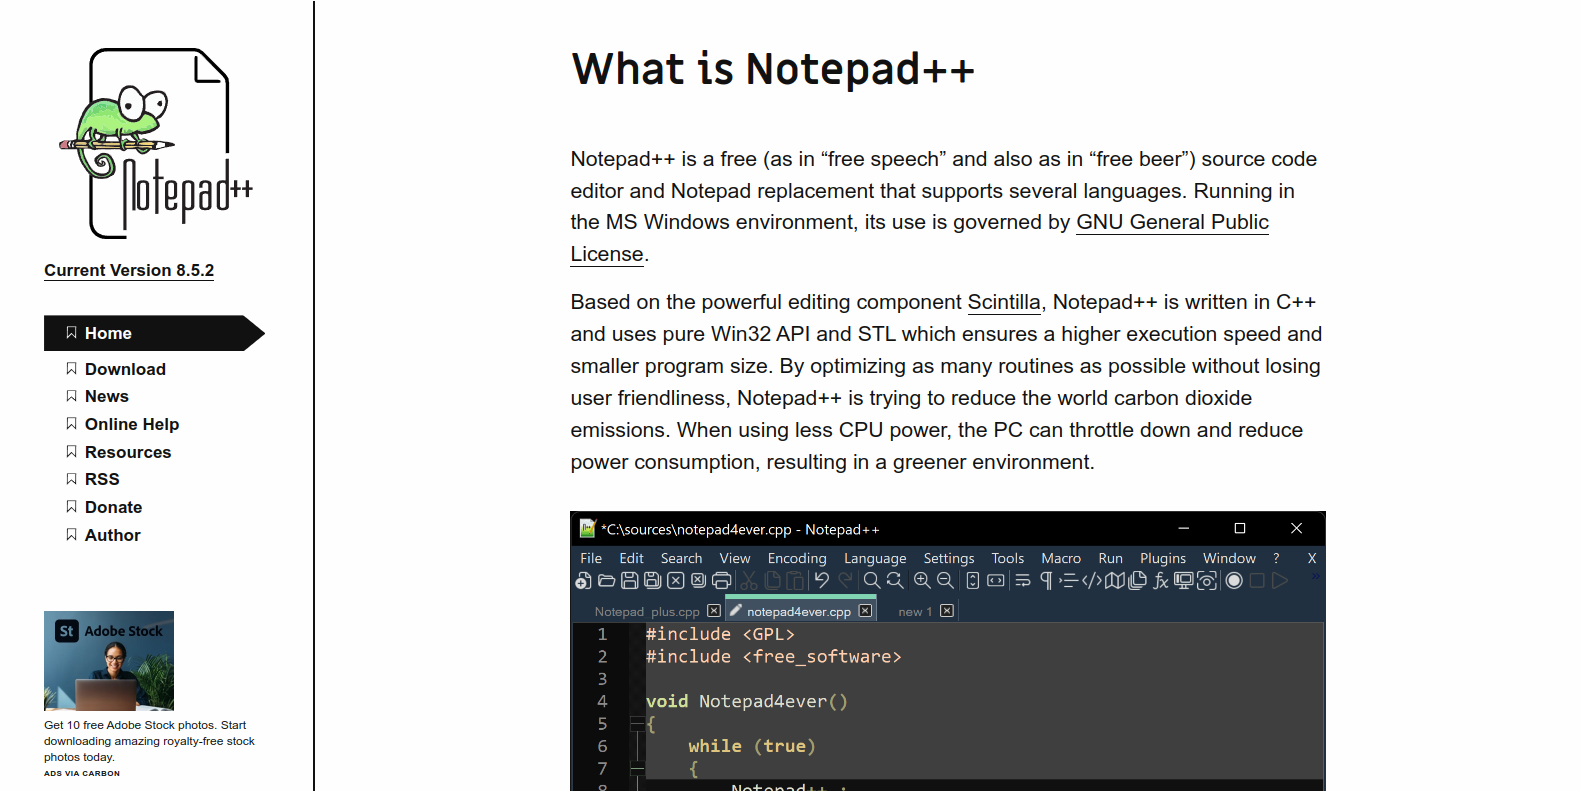 Notepad++
Current Version 8.5.2
Home
Download
News
Online Help
Resources
RSS
Donate
Author
St Adobe Stock
Get 10 free Adobe Stock photos. Start
downloading amazing royalty-free stock
photos today.
ADS VIA CARBON
What is Notepad++
Notepad++ is a free (as in “free speech” and also as in “free beer”) source code
editor and Notepad replacement that supports several languages. Running in
the MS Windows environment, its use is governed by GNU General Public
License.
Based on the powerful editing component Scintilla, Notepad++ is written in C++
and uses pure Win32 API and STL which ensures a higher execution speed and
smaller program size. By optimizing as many routines as possible without losing
user friendliness, Notepad++ is trying to reduce the world carbon dioxide
emissions. When using less CPU power, the PC can throttle down and reduce
power consumption, resulting in a greener environment.
*C:\sources\notepad4ever.cpp - Notepad++
File Edit Search View Encoding Language Settings Tools Macro Run Plugins Window ? X
Notepad_plus.cpp notepad4ever.cpp new 1
1 #include <GPL>
2 #include <free_software>
3
4 void Notepad4ever()
5 {
6 while (true)
7 {
8 Notepad++ ;